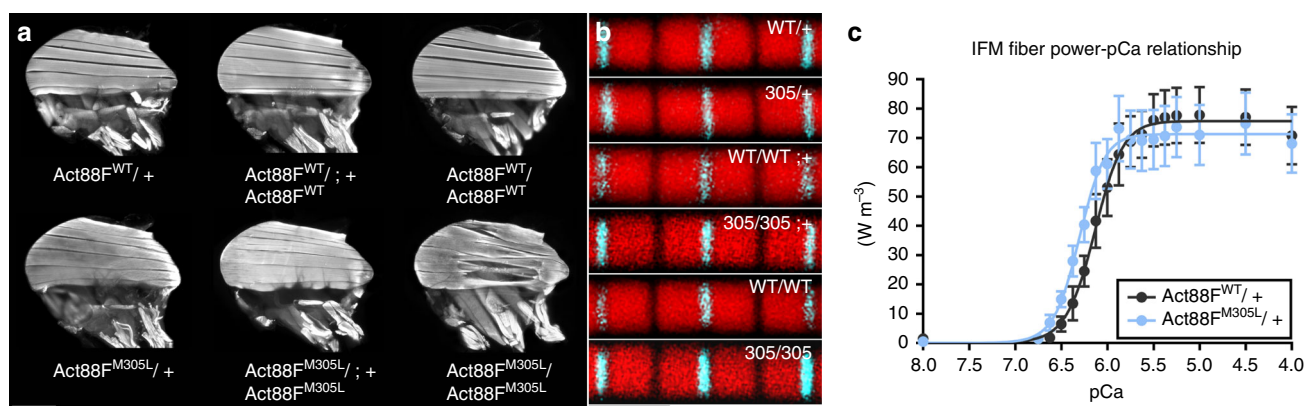 a
Act88F^WT/ +
Act88F^WT/ ; +
Act88F^WT
Act88F^WT/
Act88F^WT
Act88F^M305L/ +
Act88F^M305L/ ; +
Act88F^M305L
Act88F^M305L/
Act88F^M305L
b
WT/+
305/+
WT/WT ;+
305/305 ;+
WT/WT
305/305
c
IFM fiber power-pCa relationship
(W m⁻³)
90
80
70
60
50
40
30
20
10
0
8.0 7.5 7.0 6.5 6.0 5.5 5.0 4.5 4.0
pCa
Act88F^WT/ +
Act88F^M305L/ +